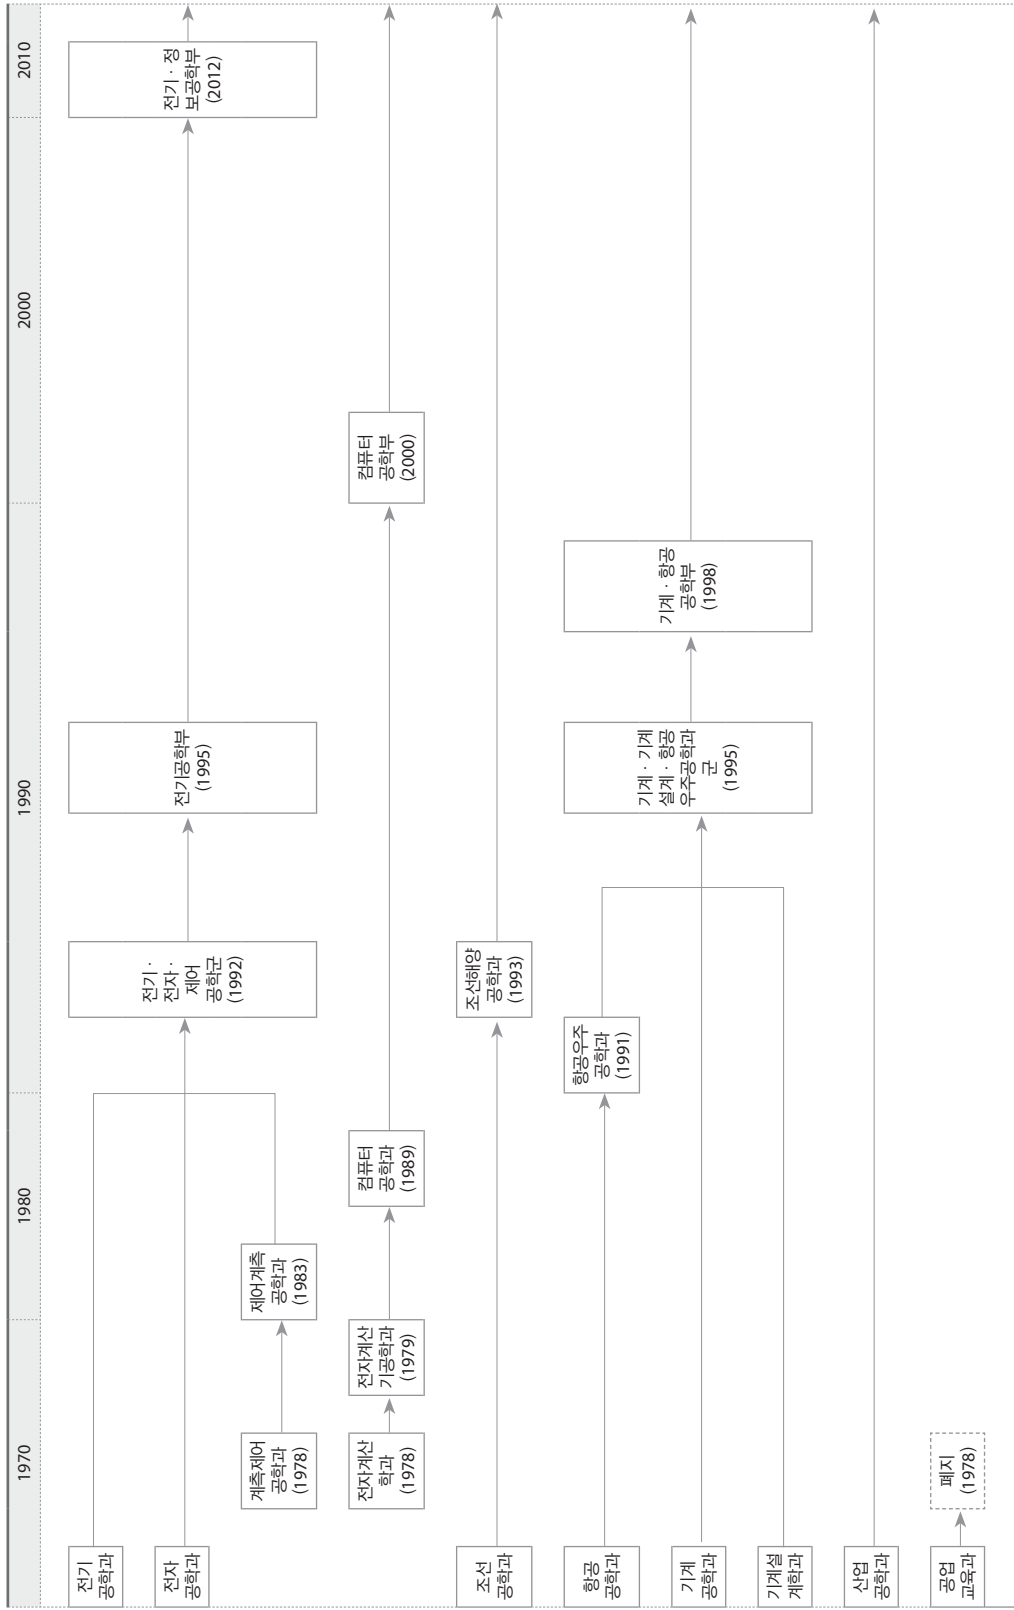 1970
1980
1990
2000
2010
전기
공학과
전자
공학과
계측제어
공학과
(1978)
제어계측
공학과
(1983)
전기 ·
전자 ·
제어
공학군
(1992)
전기공학부
(1995)
전기 · 정
보공학부
(2012)
전자계산
학과
(1978)
전자계산
기공학과
(1979)
컴퓨터
공학과
(1989)
컴퓨터
공학부
(2000)
조선
공학과
조선해양
공학과
(1993)
항공
공학과
항공우주
공학과
(1991)
기계
공학과
기계설
계학과
기계 · 기계
설계 · 항공
우주공학과
군
(1995)
기계 · 항공
공학부
(1998)
산업
공학과
공업
교육과
폐지
(1978)